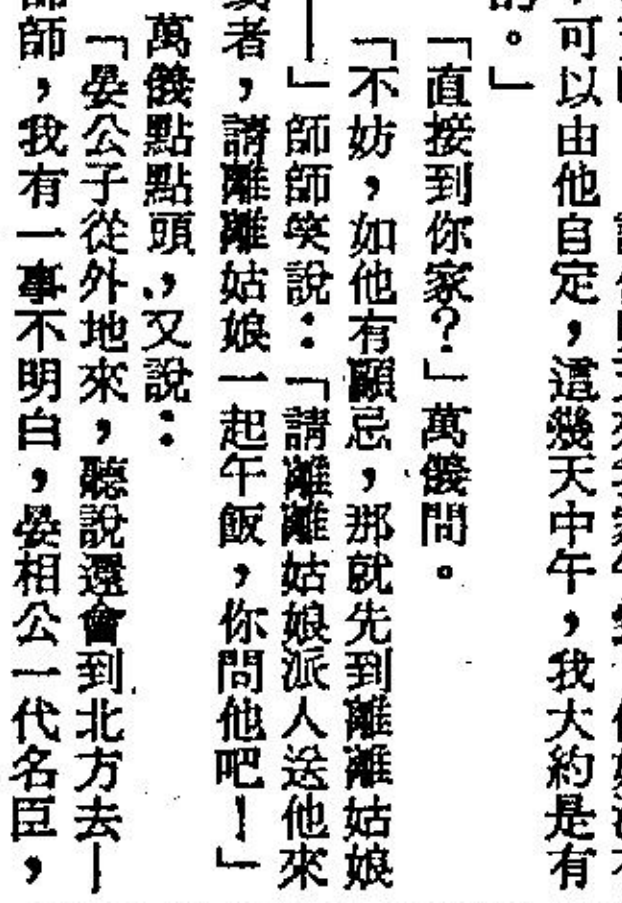 ，可以由他自定，這幾天中午，我大約是有
的。」
「直接到你家？」萬俴問。
「不妨，如他有顧忌，那就先到離離姑娘
—」師師笑說：「請離離姑娘派人送他來
或者，請離離姑娘一起午飯，你問他吧！」
萬俴點點頭，又說：
「晏公子從外地來，聽說還會到北方去—
師師，我有一事不明白，晏相公一代名臣，